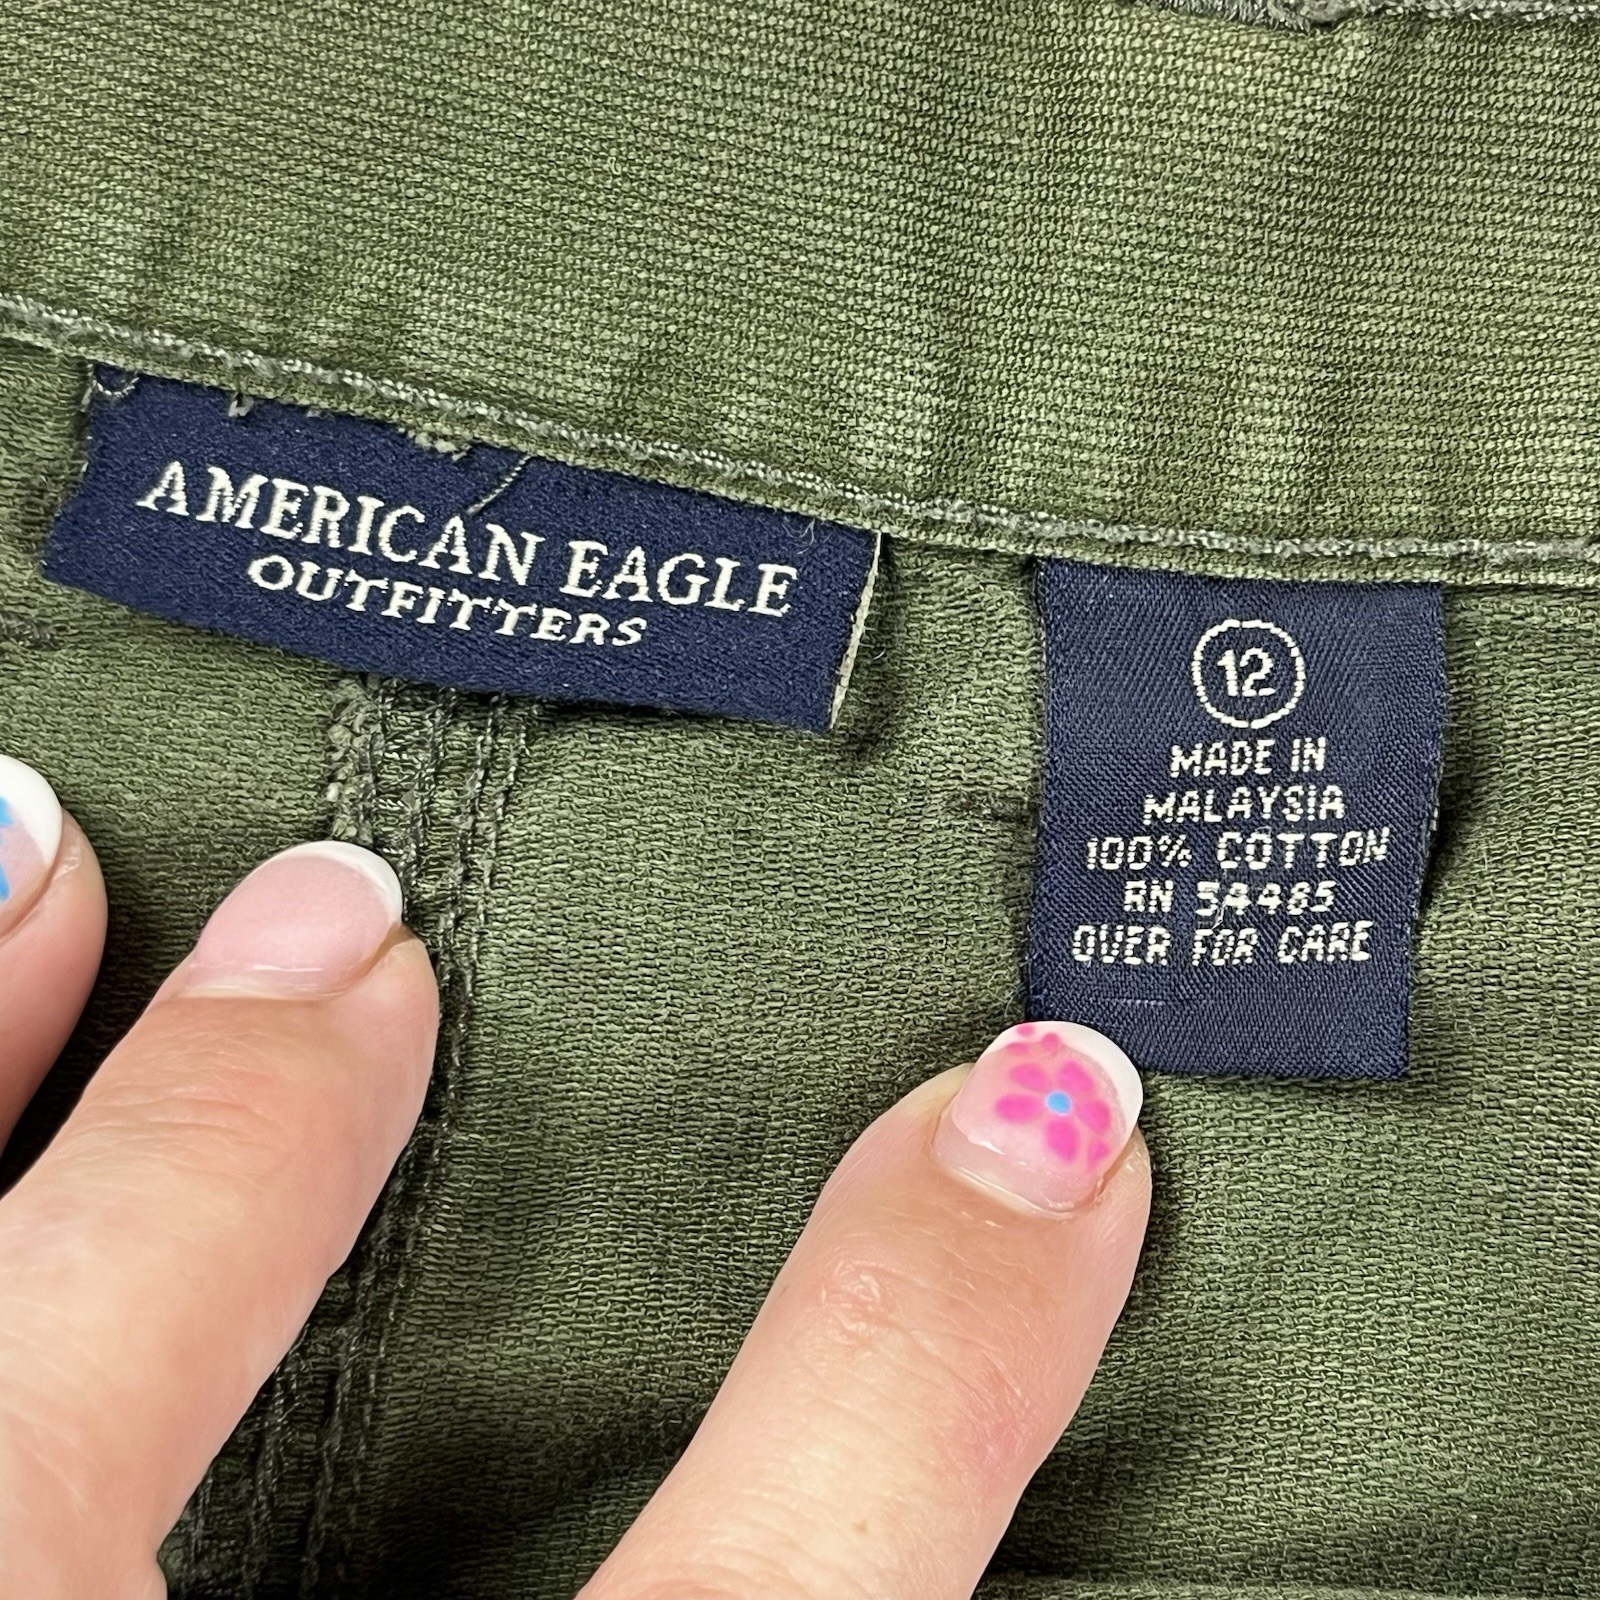 AMERICAN EAGLE
OUTFITTERS
12
MADE IN
MALAYSIA
100% COTTON
RN 54485
OVER FOR CARE